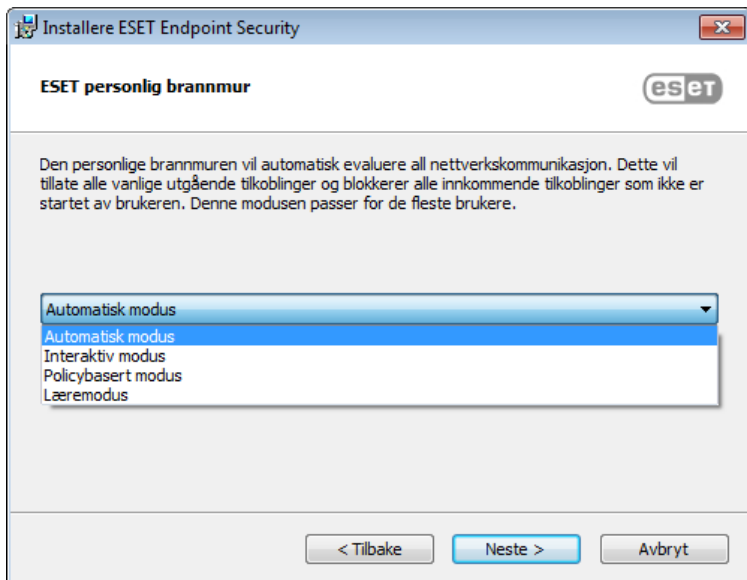 Installere ESET Endpoint Security
ESET personlig brannmur
eset
Den personlige brannmuren vil automatisk evaluere all nettverkskommunikasjon. Dette vil
tillate alle vanlige utgående tilkoblinger og blokkerer alle innkommende tilkoblinger som ikke er
startet av brukeren. Denne modusen passer for de fleste brukere.
Automatisk modus
Automatisk modus
Interaktiv modus
Policybasert modus
Læremodus
< Tilbake
Neste >
Avbryt